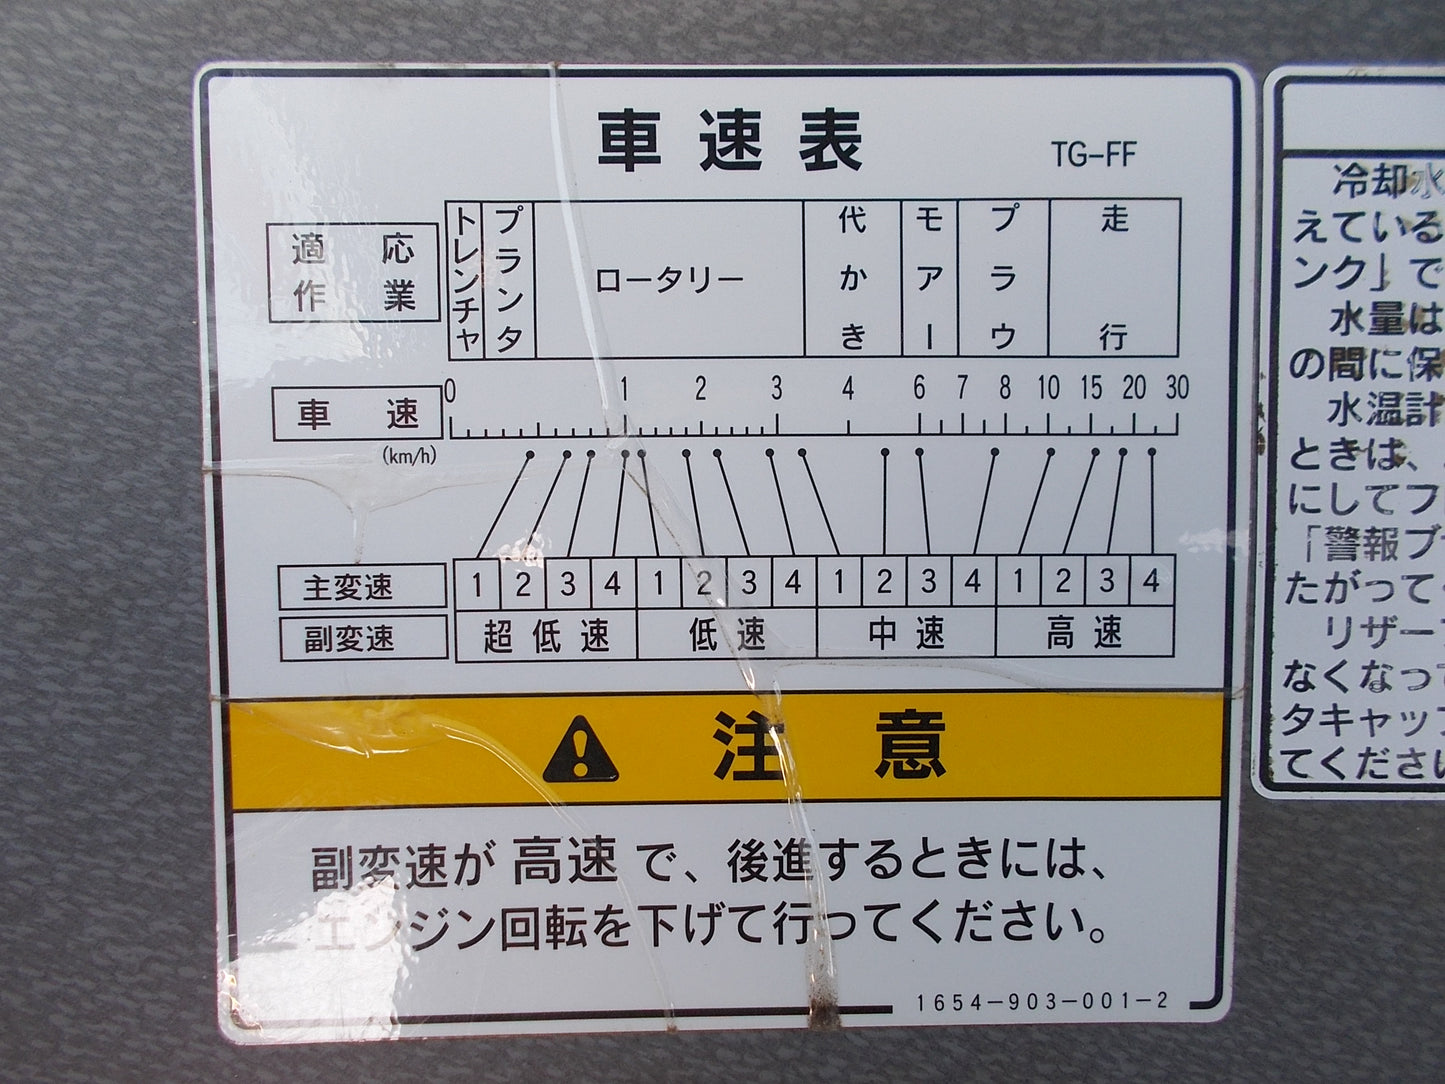 車速表
TG-FF
適応作業
トレンチャ
プランタ
ロータリー
代かき
モアー
プラウ
走行
車速
(km/h)
0 1 2 3 4 6 7 8 10 15 20 30
主変速 1 2 3 4 1 2 3 4 1 2 3 4 1 2 3 4
副変速 超低速 低速 中速 高速
注意
副変速が高速で、後進するときには、
エンジン回転を下げて行ってください。
1654-903-001-2
冷却水
えている
ンク」で
水量は
の間に保
水温計
ときは、
にしてフ
「警報ブ
たがって
リザー
なくなって
タキャップ
てください